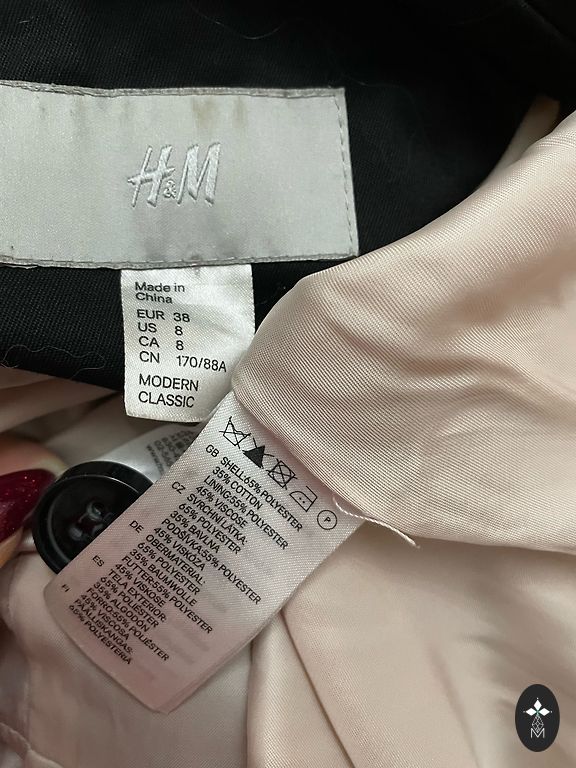 H&M
Made in
China
EUR 38
US 8
CA 8
CN 170/88A
MODERN
CLASSIC
P
GB SHELL:65% POLYESTER
35% COTTON
LINING:55% POLYESTER
45% VISCOSE
CZ SVRCHNÍ LÁTKA:
65% POLYESTER
35% BAVLNA
PODŠÍVKA:55% POLYESTER
45% VISKÓZA
DE OBERMATERIAL:
65% POLYESTER
35% BAUMWOLLE
FUTTER:55% POLYESTER
45% VISKOSE
ES TELA EXTERIOR:
65% POLIÉSTER
35% ALGODÓN
FORRO:55% POLIÉSTER
45% VISCOSA
FI PÄÄLLISKANGAS:
65% POLYESTERIA
M